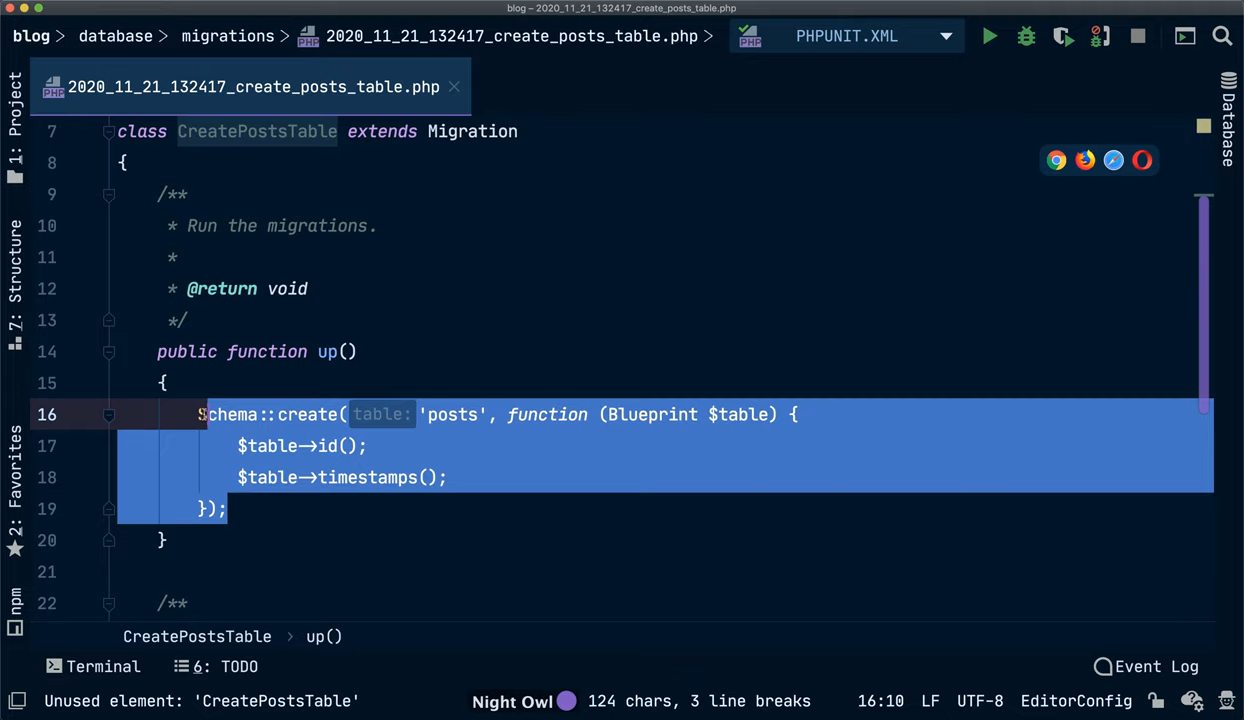 blog – 2020_11_21_132417_create_posts_table.php
blog > database > migrations > 2020_11_21_132417_create_posts_table.php >
PHPUNIT.XML
2020_11_21_132417_create_posts_table.php
1: Project
7: Structure
2: Favorites
npm
Database
7 class CreatePostsTable extends Migration
8 {
9 /**
10 * Run the migrations.
11 *
12 * @return void
13 */
14 public function up()
15 {
16 Schema::create( table: 'posts', function (Blueprint $table) {
17 $table->id();
18 $table->timestamps();
19 });
20 }
21
22 /**
CreatePostsTable > up()
Terminal
6: TODO
Event Log
Unused element: 'CreatePostsTable'
Night Owl
124 chars, 3 line breaks
16:10
LF
UTF-8
EditorConfig